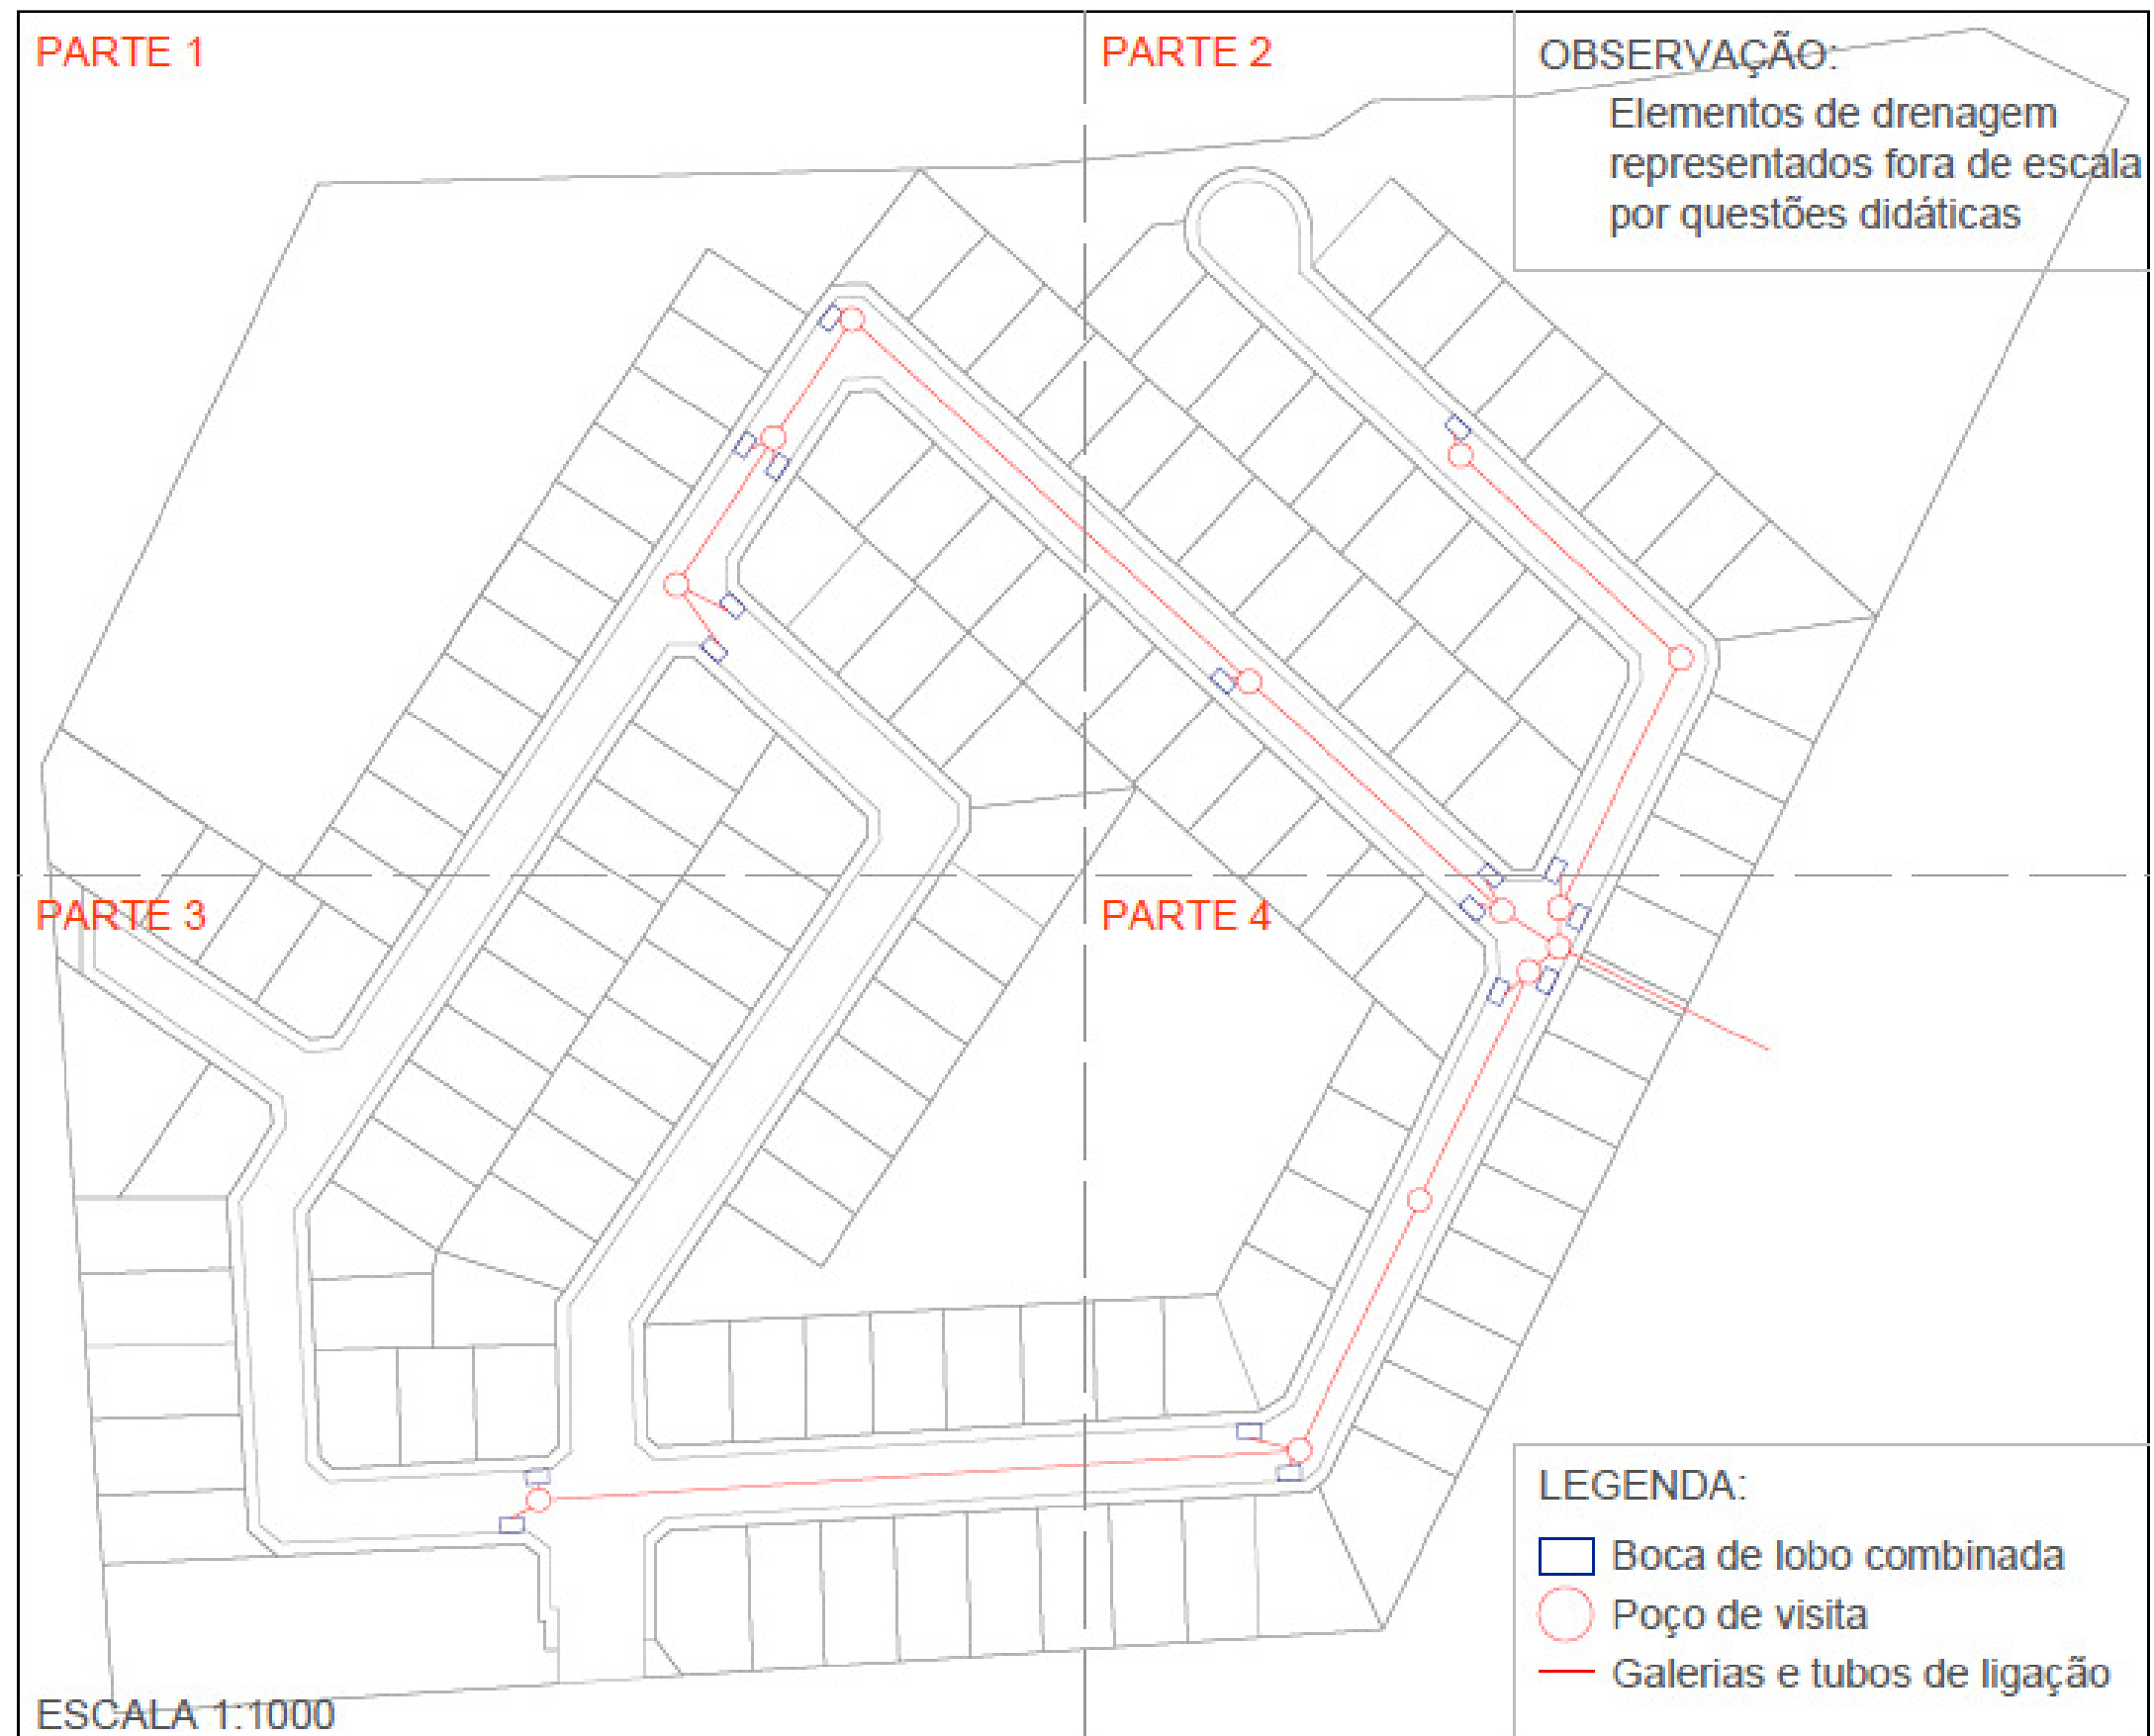 PARTE 1
PARTE 2
OBSERVAÇÃO:
Elementos de drenagem
representados fora de escala
por questões didáticas
PARTE 3
PARTE 4
LEGENDA:
Boca de lobo combinada
Poço de visita
Galerias e tubos de ligação
ESCALA 1:1000